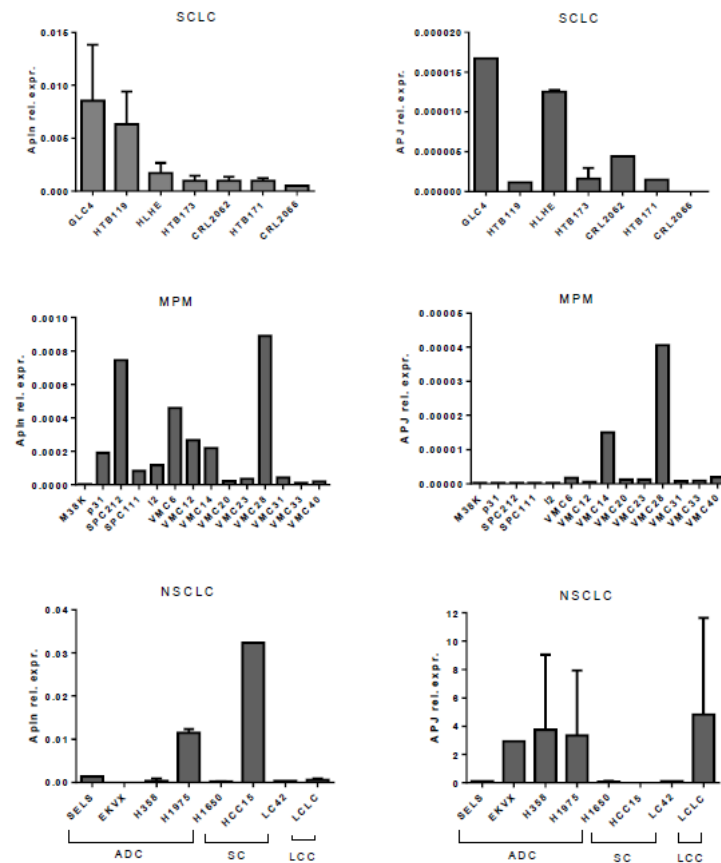 SCLC
Apln rel. expr.
0.015
0.010
0.005
0.000
GLC4
HTB119
HLHE
HTB173
CRL2062
HTB171
CRL2066
SCLC
APJ rel. expr.
0.000020
0.000015
0.000010
0.000005
0.000000
GLC4
HTB119
HLHE
HTB173
CRL2062
HTB171
CRL2066
MPM
Apln rel. expr.
0.0010
0.0008
0.0006
0.0004
0.0002
0.0000
M38K
p31
SPC212
SPC111
I2
VMC6
VMC12
VMC14
VMC20
VMC23
VMC28
VMC31
VMC33
VMC40
MPM
APJ rel. expr.
0.00005
0.00004
0.00003
0.00002
0.00001
0.00000
M38K
p31
SPC212
SPC111
I2
VMC6
VMC12
VMC14
VMC20
VMC23
VMC28
VMC31
VMC33
VMC40
NSCLC
Apln rel. expr.
0.04
0.03
0.02
0.01
0.00
SELS
EKVX
H358
H1975
H1650
HCC15
LC42
LCLC
ADC
SC
LCC
NSCLC
APJ rel. expr.
12
10
8
6
4
2
0
SELS
EKVX
H358
H1975
H1650
HCC15
LC42
LCLC
ADC
SC
LCC